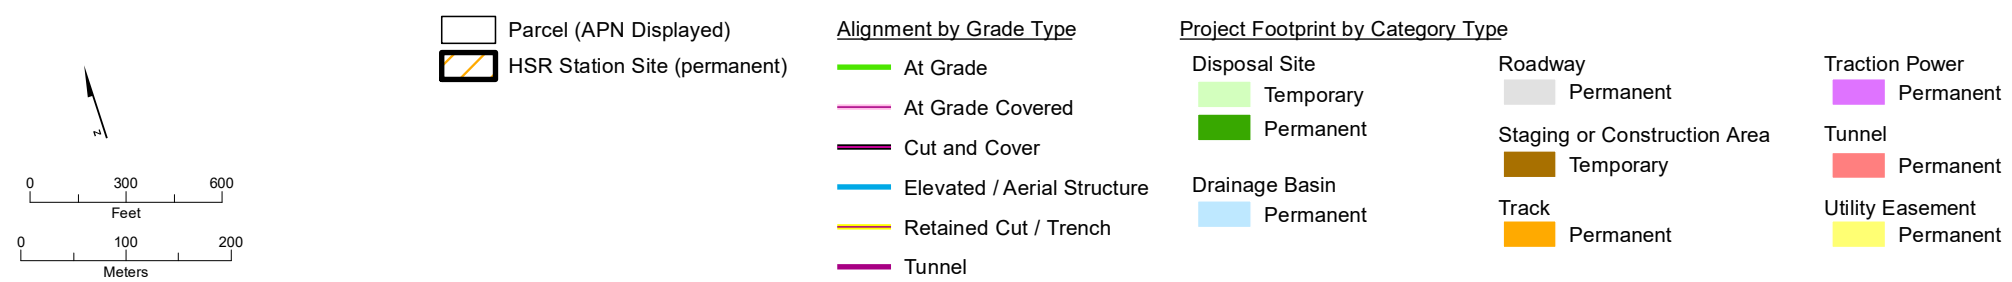 z
0 300 600
Feet
0 100 200
Meters
Parcel (APN Displayed)
HSR Station Site (permanent)
Alignment by Grade Type
At Grade
At Grade Covered
Cut and Cover
Elevated / Aerial Structure
Retained Cut / Trench
Tunnel
Project Footprint by Category Type
Disposal Site
Temporary
Permanent
Drainage Basin
Permanent
Roadway
Permanent
Staging or Construction Area
Temporary
Track
Permanent
Traction Power
Permanent
Tunnel
Permanent
Utility Easement
Permanent